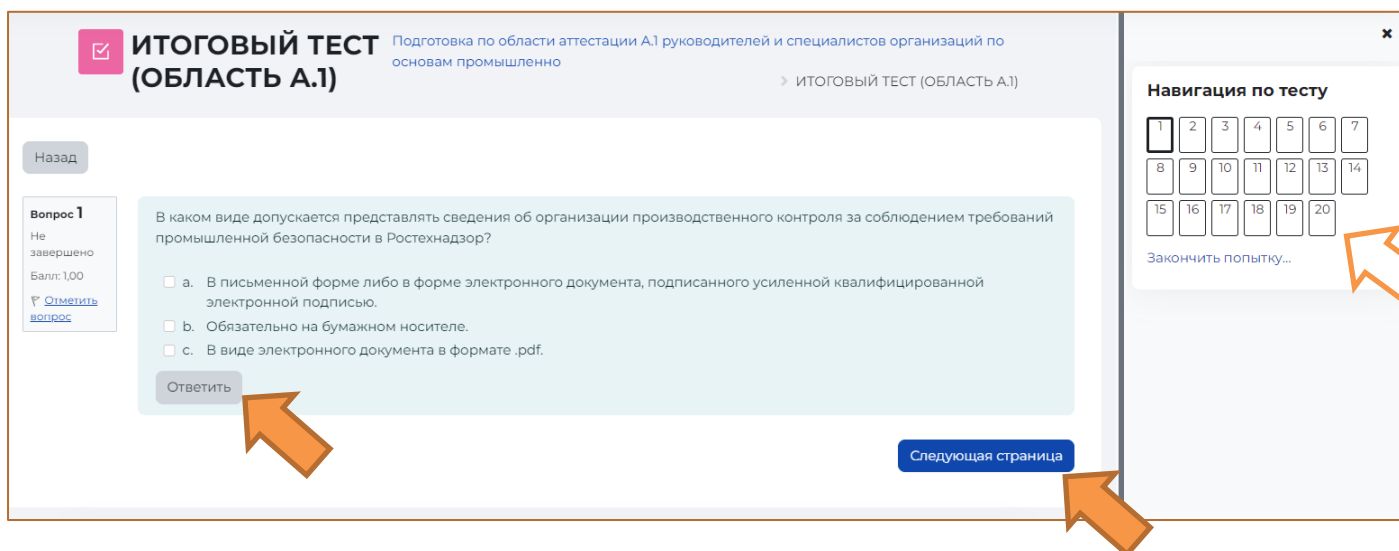 ИТОГОВЫЙ ТЕСТ
(ОБЛАСТЬ А.1)
Подготовка по области аттестации А.1 руководителей и специалистов организаций по
основам промышленно
> ИТОГОВЫЙ ТЕСТ (ОБЛАСТЬ А.1)
Назад
Вопрос 1
Не
завершено
Балл: 1,00
Отметить
вопрос
В каком виде допускается представлять сведения об организации производственного контроля за соблюдением требований
промышленной безопасности в Ростехнадзор?
a. В письменной форме либо в форме электронного документа, подписанного усиленной квалифицированной
электронной подписью.
b. Обязательно на бумажном носителе.
c. В виде электронного документа в формате .pdf.
Ответить
Следующая страница
Навигация по тесту
1 2 3 4 5 6 7
8 9 10 11 12 13 14
15 16 17 18 19 20
Закончить попытку...